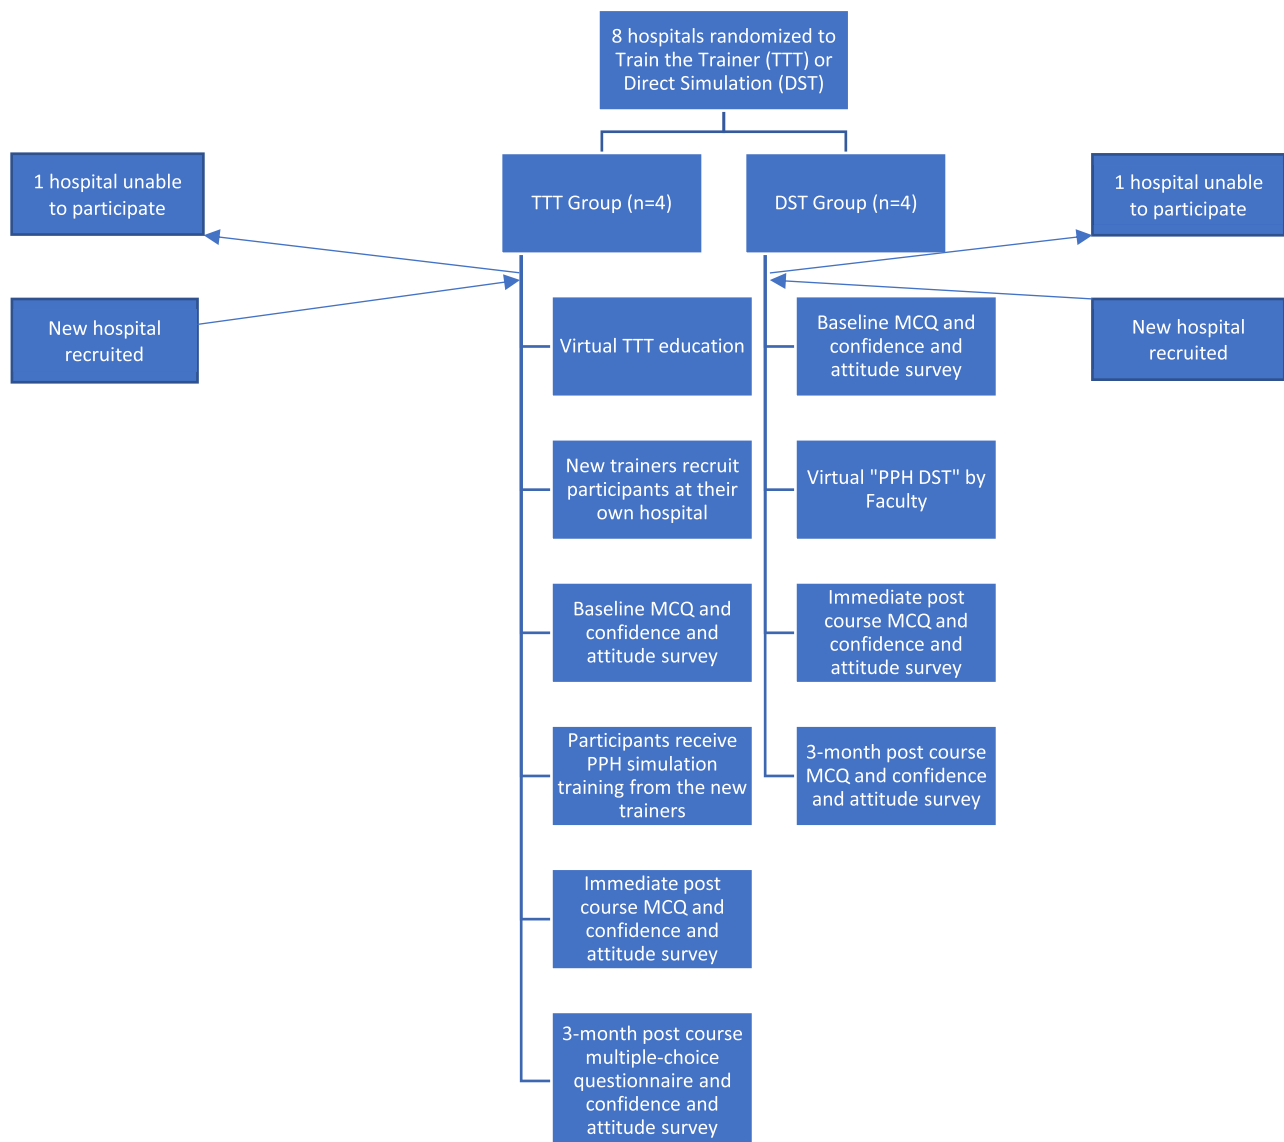 8 hospitals randomized to
Train the Trainer (TTT) or
Direct Simulation (DST)
1 hospital unable
to participate
TTT Group (n=4)
DST Group (n=4)
1 hospital unable
to participate
New hospital
recruited
Virtual TTT education
Baseline MCQ and
confidence and
attitude survey
New hospital
recruited
New trainers recruit
participants at their
own hospital
Virtual "PPH DST" by
Faculty
Baseline MCQ and
confidence and
attitude survey
Immediate post
course MCQ and
confidence and
attitude survey
Participants receive
PPH simulation
training from the new
trainers
3-month post course
MCQ and confidence
and attitude survey
Immediate post
course MCQ and
confidence and
attitude survey
3-month post course
multiple-choice
questionnaire and
confidence and
attitude survey